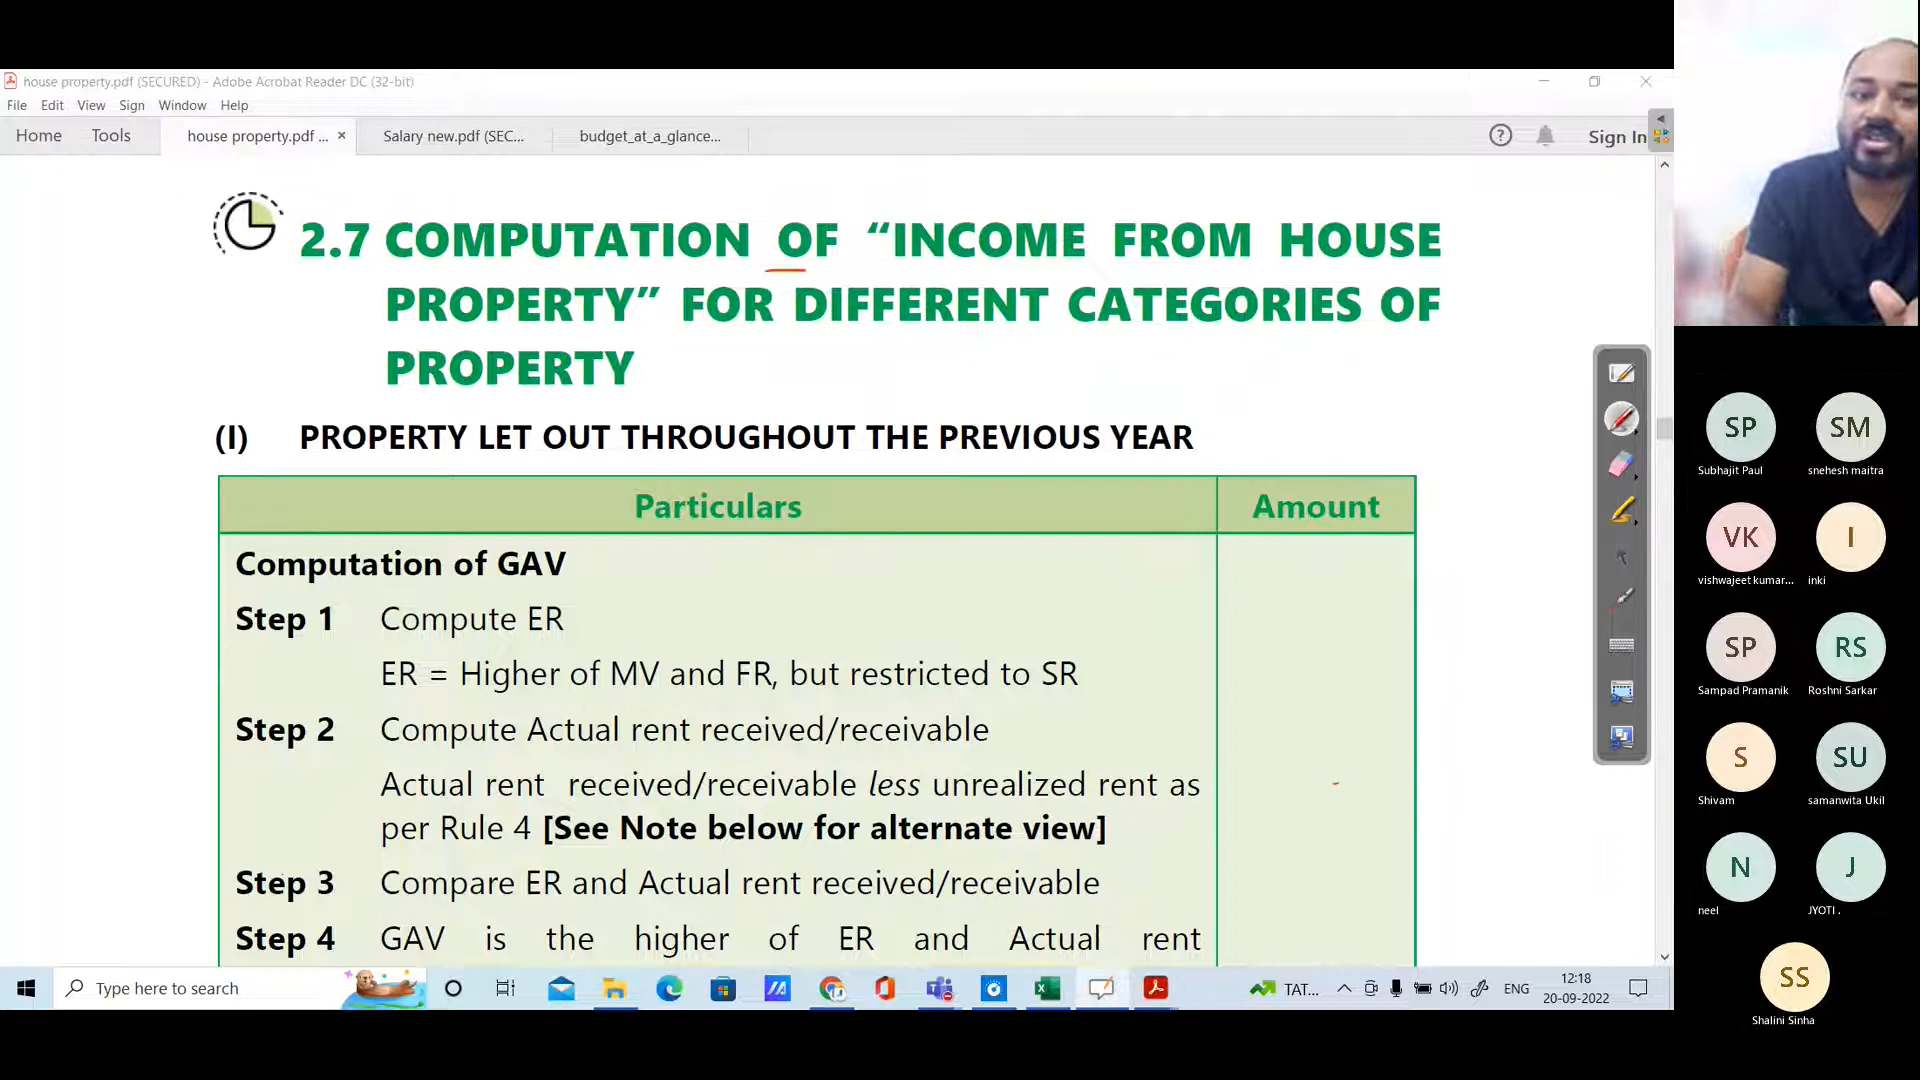 house property.pdf (SECURED) - Adobe Acrobat Reader DC (32-bit)
File Edit View Sign Window Help
Home Tools house property.pdf ... × Salary new.pdf (SEC... budget_at_a_glance... Sign In
2.7 COMPUTATION OF “INCOME FROM HOUSE
PROPERTY” FOR DIFFERENT CATEGORIES OF
PROPERTY
(I) PROPERTY LET OUT THROUGHOUT THE PREVIOUS YEAR
Particulars Amount
Computation of GAV
Step 1 Compute ER
ER = Higher of MV and FR, but restricted to SR
Step 2 Compute Actual rent received/receivable
Actual rent received/receivable less unrealized rent as
per Rule 4 [See Note below for alternate view]
Step 3 Compare ER and Actual rent received/receivable
Step 4 GAV is the higher of ER and Actual rent
Type here to search
TAT... ENG
12:18
20-09-2022
SP SM
Subhajit Paul snehesh maitra
VK I
vishwajeet kumar... inki
SP RS
Sampad Pramanik Roshni Sarkar
S SU
Shivam samanwita Ukil
N J
neel JYOTI .
SS
Shalini Sinha